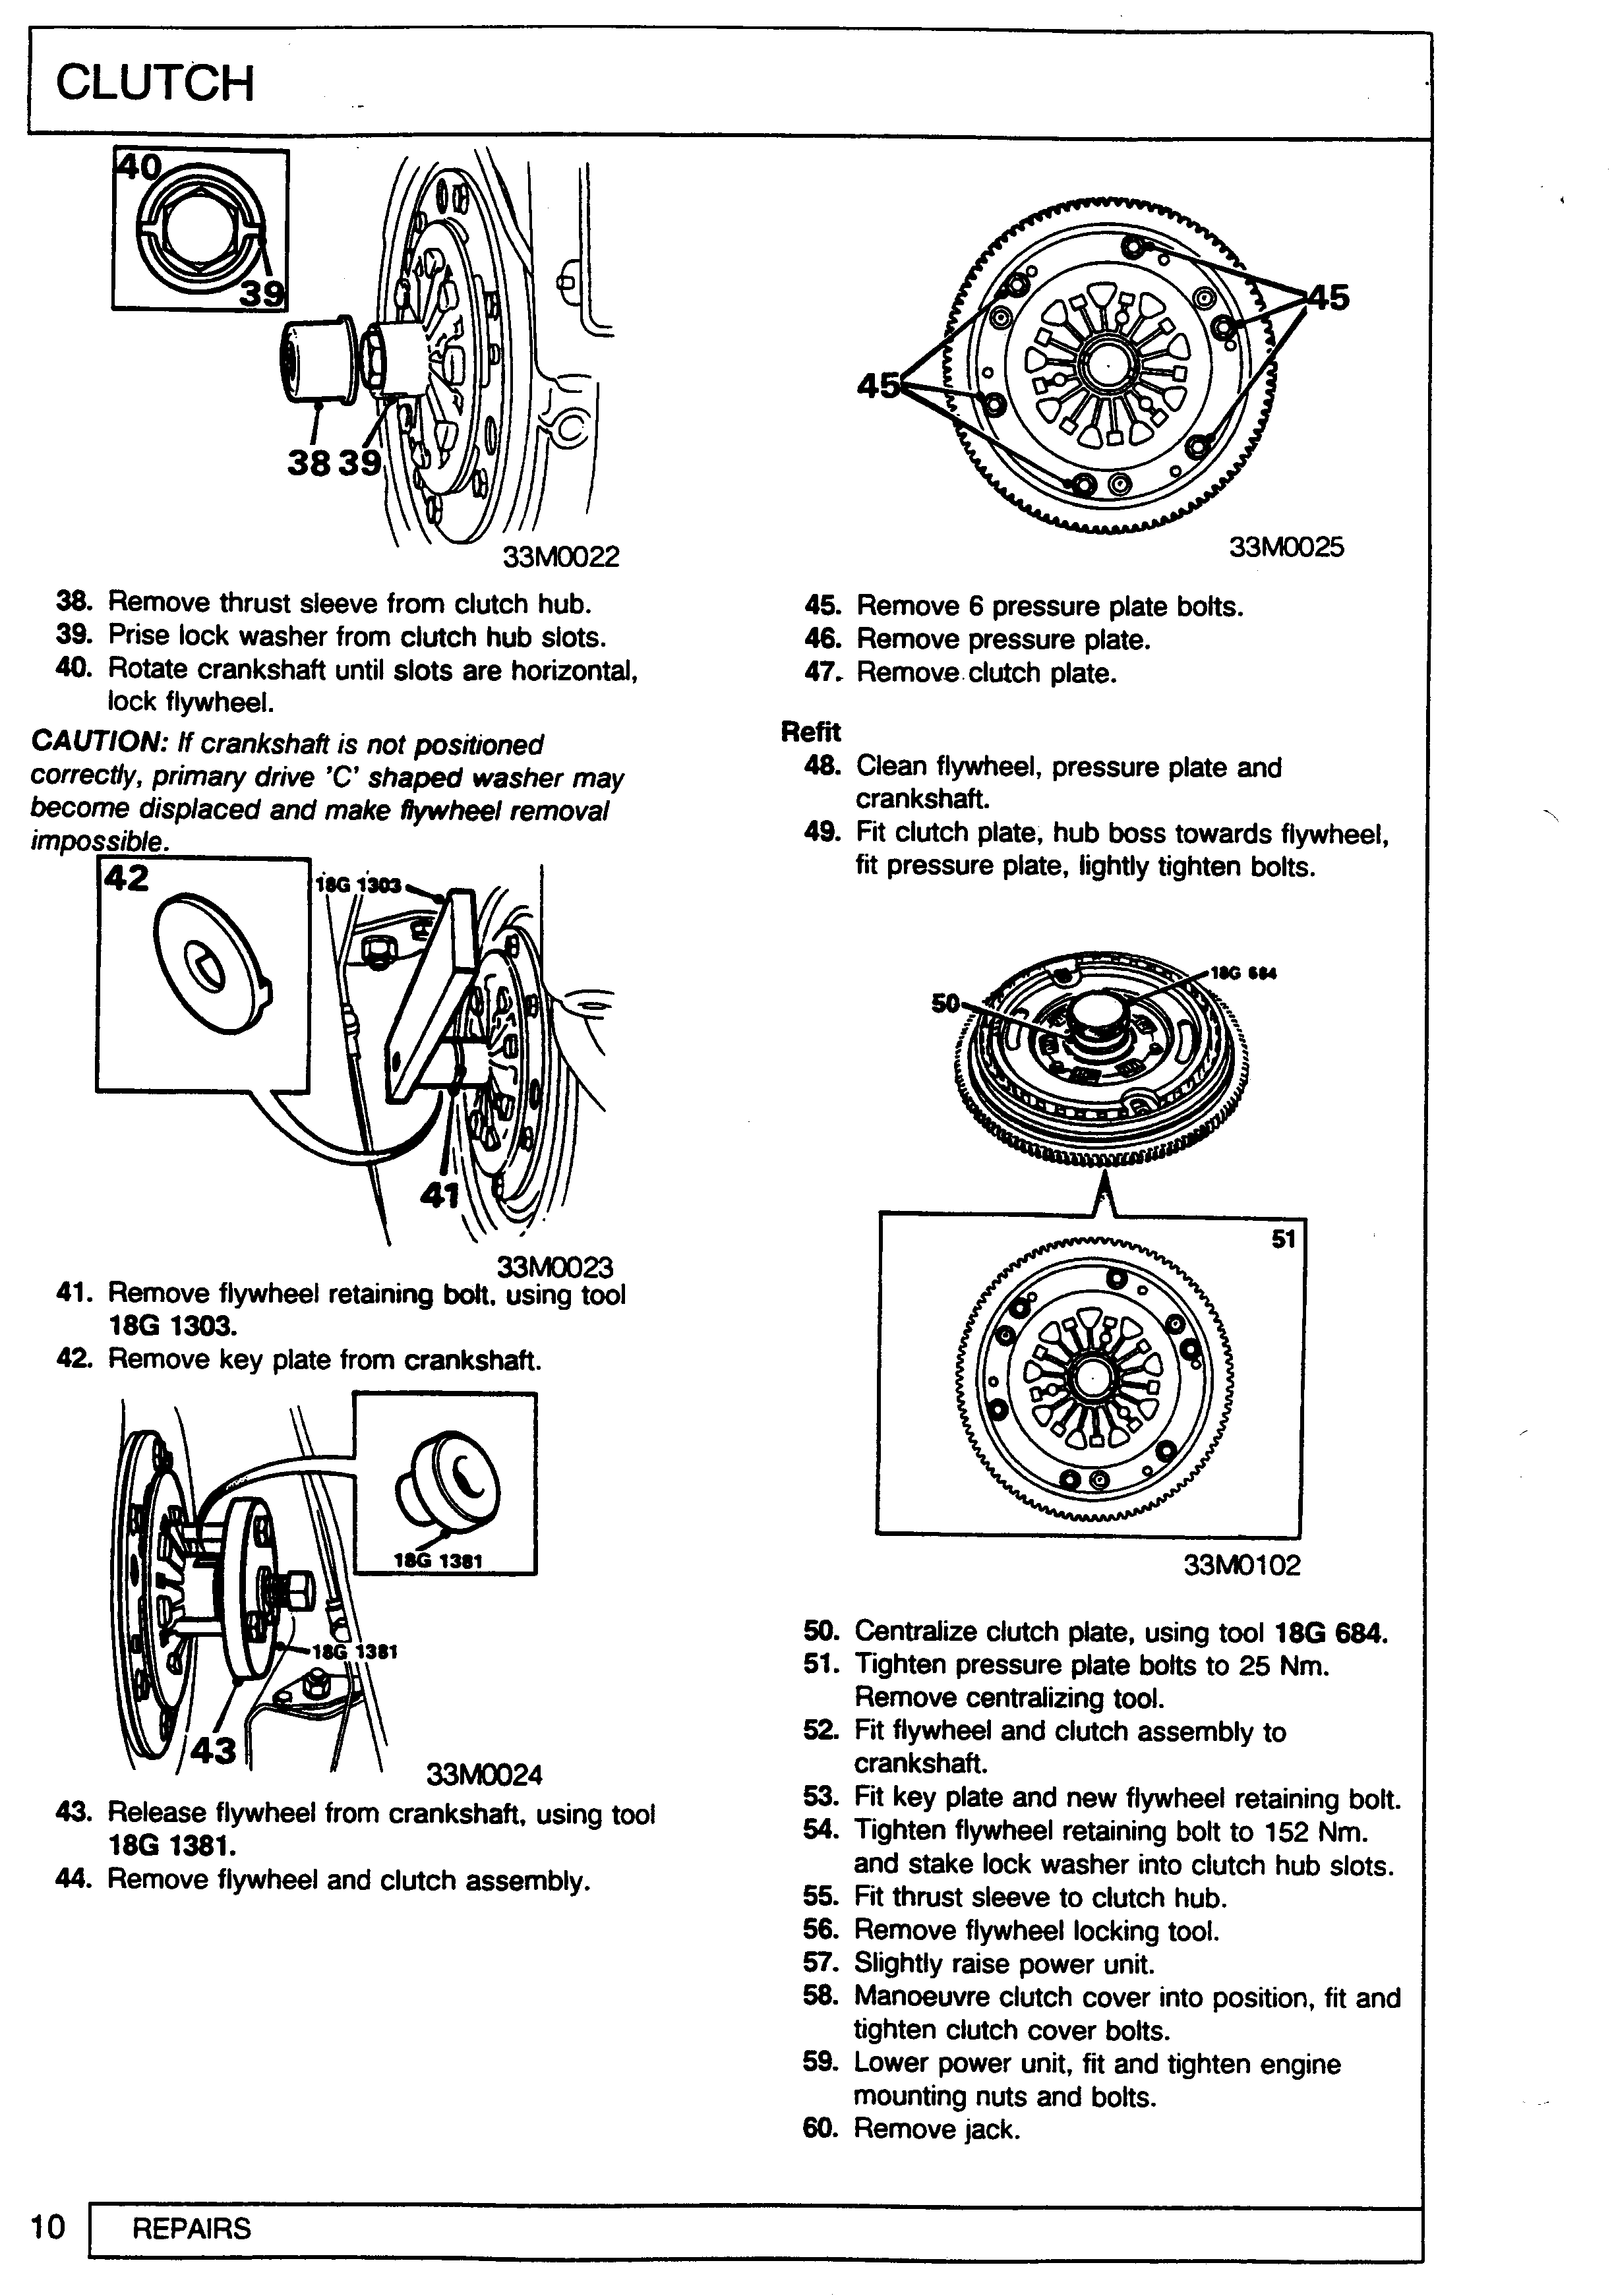 CLUTCH
40
39
38 39
33M0022
38. Remove thrust sleeve from clutch hub.
39. Prise lock washer from clutch hub slots.
40. Rotate crankshaft until slots are horizontal,
lock flywheel.
CAUTION: If crankshaft is not positioned
correctly, primary drive 'C' shaped washer may
become displaced and make flywheel removal
impossible.
42
18G 1303
41
33M0023
41. Remove flywheel retaining bolt, using tool
18G 1303.
42. Remove key plate from crankshaft.
18G 1381
18G 1381
43
33M0024
43. Release flywheel from crankshaft, using tool
18G 1381.
44. Remove flywheel and clutch assembly.
45
45
33M0025
45. Remove 6 pressure plate bolts.
46. Remove pressure plate.
47. Remove clutch plate.
Refit
48. Clean flywheel, pressure plate and
crankshaft.
49. Fit clutch plate, hub boss towards flywheel,
fit pressure plate, lightly tighten bolts.
18G 684
50
51
33M0102
50. Centralize clutch plate, using tool 18G 684.
51. Tighten pressure plate bolts to 25 Nm.
Remove centralizing tool.
52. Fit flywheel and clutch assembly to
crankshaft.
53. Fit key plate and new flywheel retaining bolt.
54. Tighten flywheel retaining bolt to 152 Nm.
and stake lock washer into clutch hub slots.
55. Fit thrust sleeve to clutch hub.
56. Remove flywheel locking tool.
57. Slightly raise power unit.
58. Manoeuvre clutch cover into position, fit and
tighten clutch cover bolts.
59. Lower power unit, fit and tighten engine
mounting nuts and bolts.
60. Remove jack.
10 REPAIRS